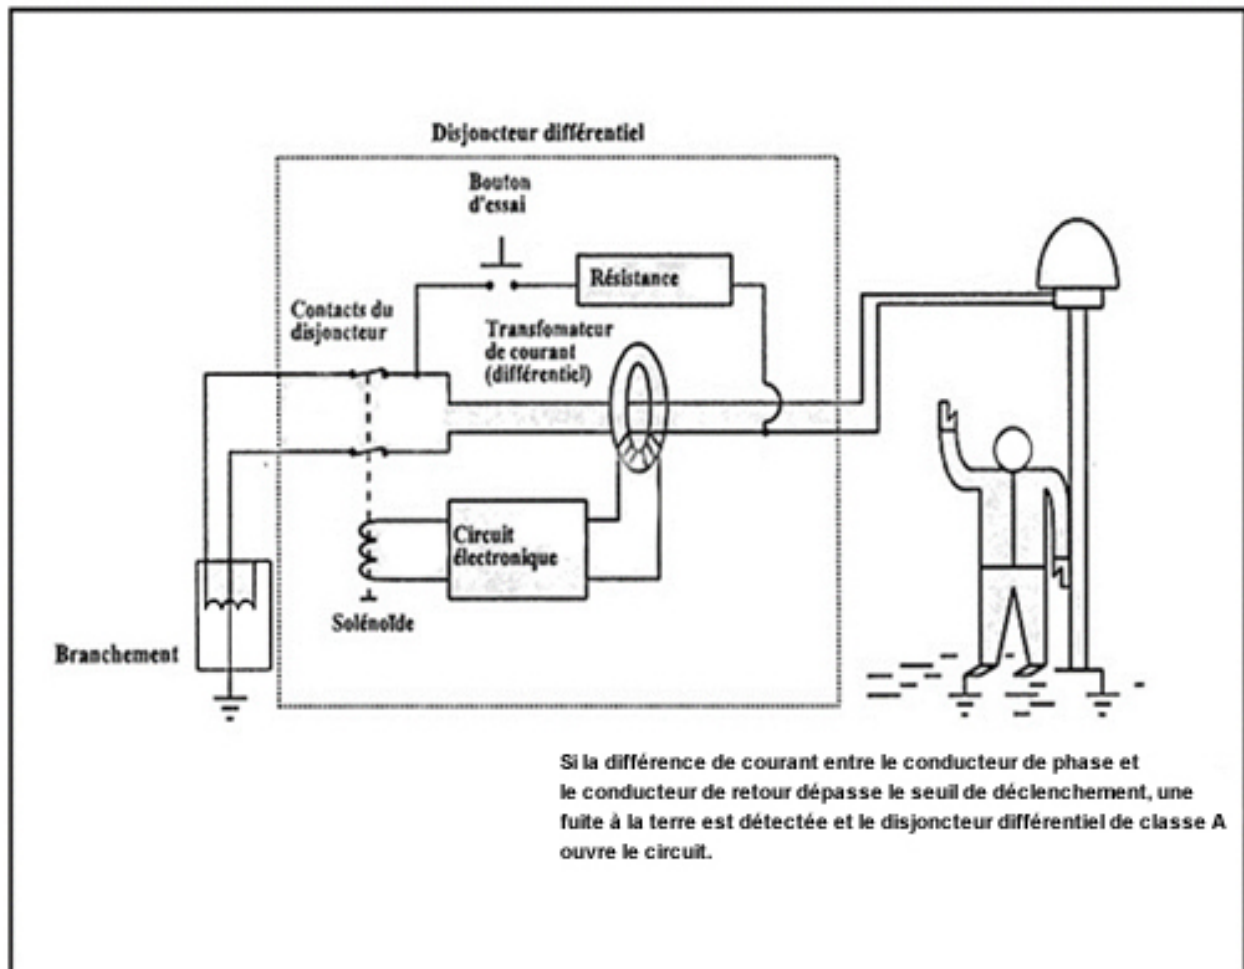 Disjoncteur différentiel
Bouton
d'essai
Résistance
Contacts du
disjoncteur
Transfomateur
de courant
(différentiel)
Circuit
électronique
Solénoïde
Branchement
Si la différence de courant entre le conducteur de phase et
le conducteur de retour dépasse le seuil de déclenchement, une
fuite à la terre est détectée et le disjoncteur différentiel de classe A
ouvre le circuit.